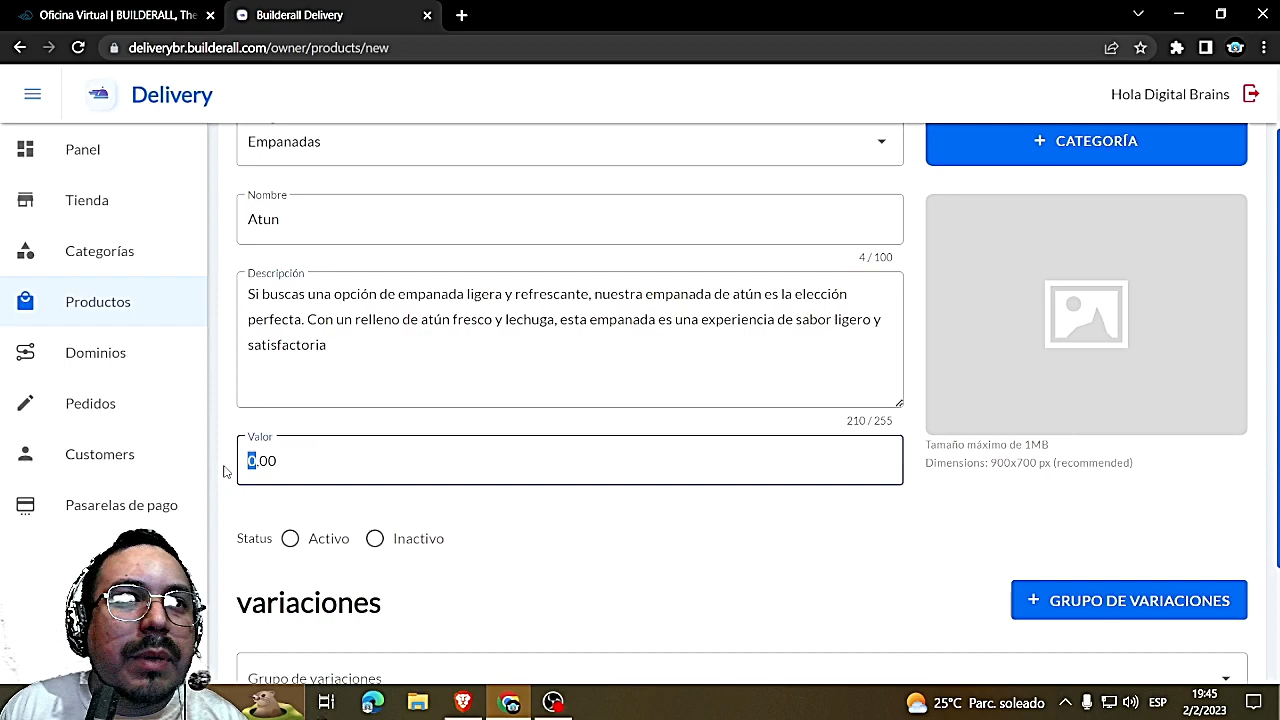 Oficina Virtual | BUILDERALL, The
Builderall Delivery
deliverybr.builderall.com/owner/products/new
Delivery
Hola Digital Brains
Panel
Tienda
Categorías
Productos
Dominios
Pedidos
Customers
Pasarelas de pago
Empanadas
+ CATEGORÍA
Nombre
Atun
4 / 100
Descripción
Si buscas una opción de empanada ligera y refrescante, nuestra empanada de atún es la elección
perfecta. Con un relleno de atún fresco y lechuga, esta empanada es una experiencia de sabor ligero y
satisfactoria
210 / 255
Tamaño máximo de 1MB
Dimensions: 900x700 px (recommended)
Valor
0.00
Status Activo Inactivo
variaciones
+ GRUPO DE VARIACIONES
Grupo de variaciones
25°C Parc. soleado
ESP
19:45
2/2/2023